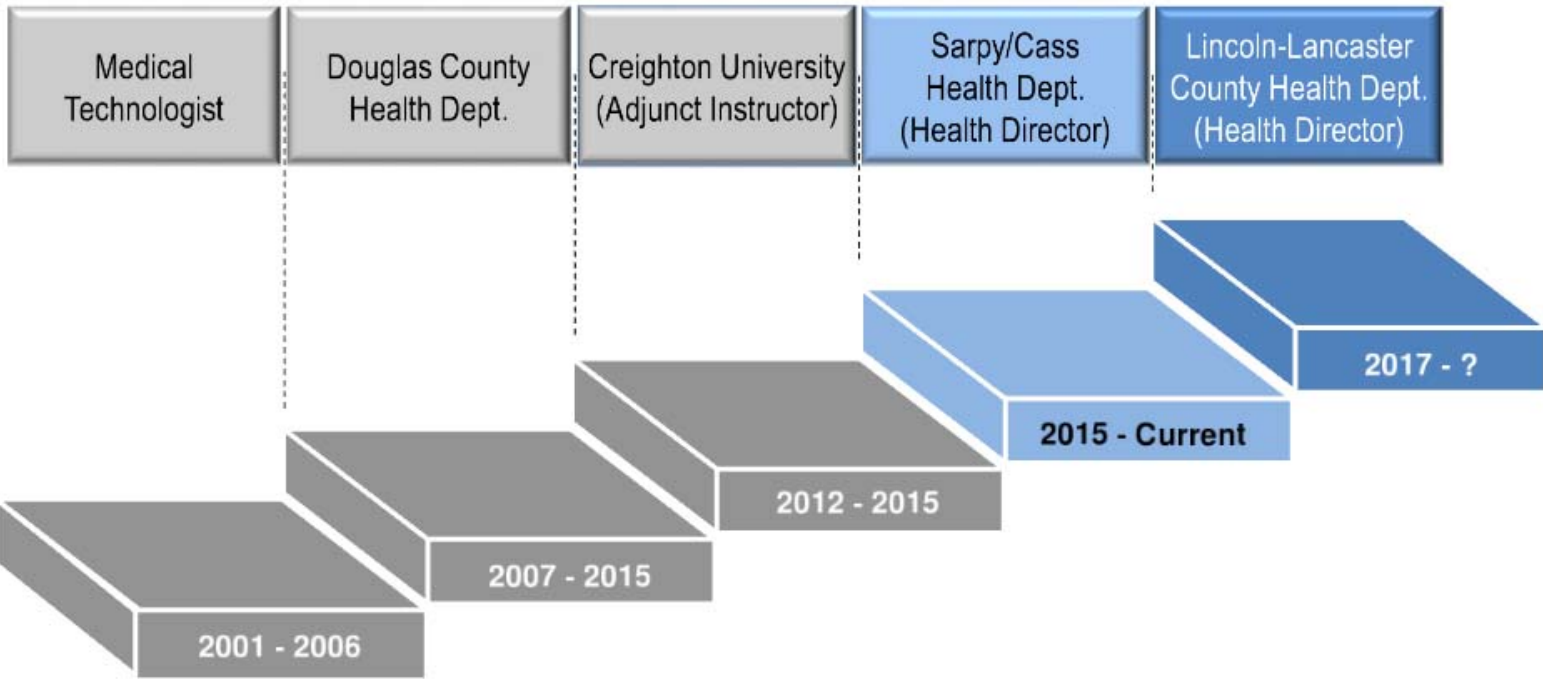 Medical
Technologist
Douglas County
Health Dept.
Creighton University
(Adjunct Instructor)
Sarpy/Cass
Health Dept.
(Health Director)
Lincoln-Lancaster
County Health Dept.
(Health Director)
2001 - 2006
2007 - 2015
2012 - 2015
2015 - Current
2017 - ?